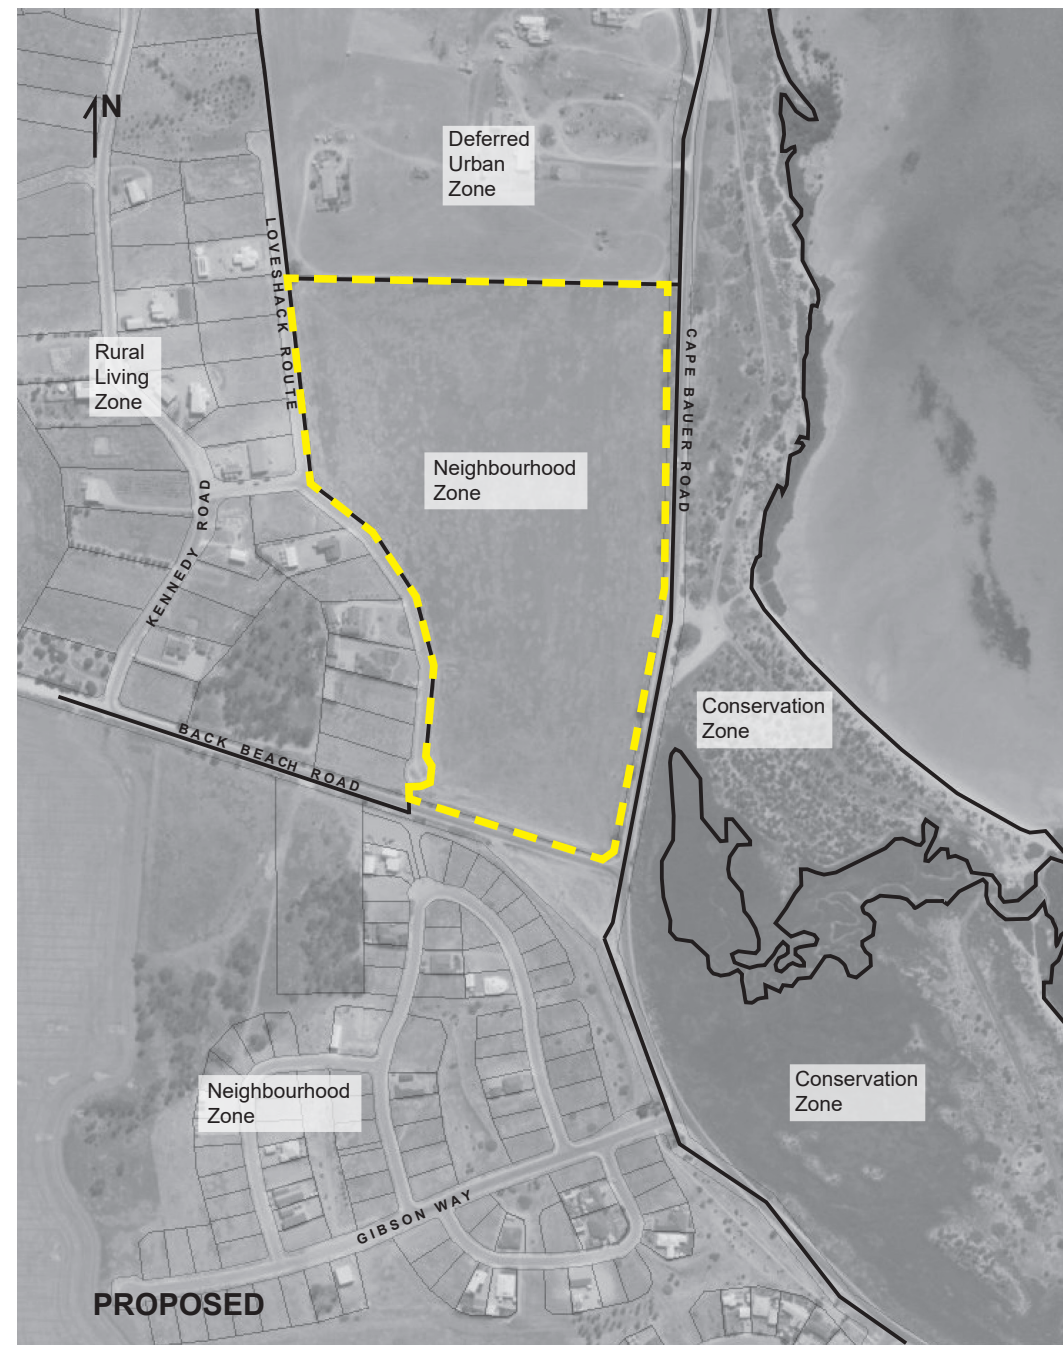 N
Deferred
Urban
Zone
LOVESHACK ROUTE
CAPE BAUER ROAD
Rural
Living
Zone
Neighbourhood
Zone
KENNEDY ROAD
Conservation
Zone
BACK BEACH ROAD
Conservation
Zone
Neighbourhood
Zone
GIBSON WAY
PROPOSED